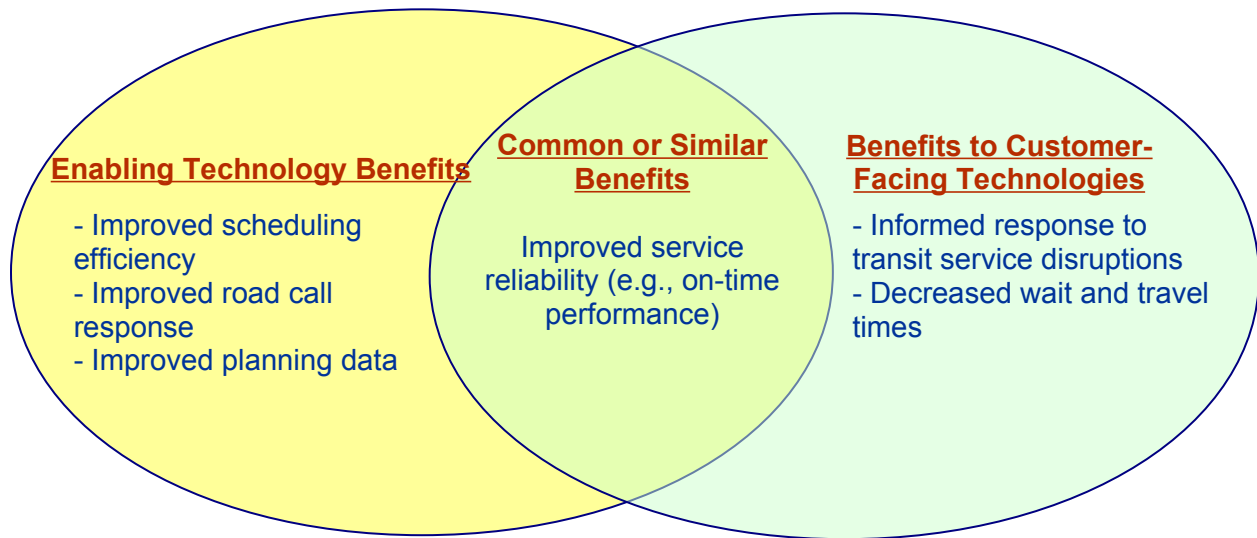 Enabling Technology Benefits
- Improved scheduling
efficiency
- Improved road call
response
- Improved planning data
Common or Similar
Benefits
Improved service
reliability (e.g., on-time
performance)
Benefits to Customer-
Facing Technologies
- Informed response to
transit service disruptions
- Decreased wait and travel
times